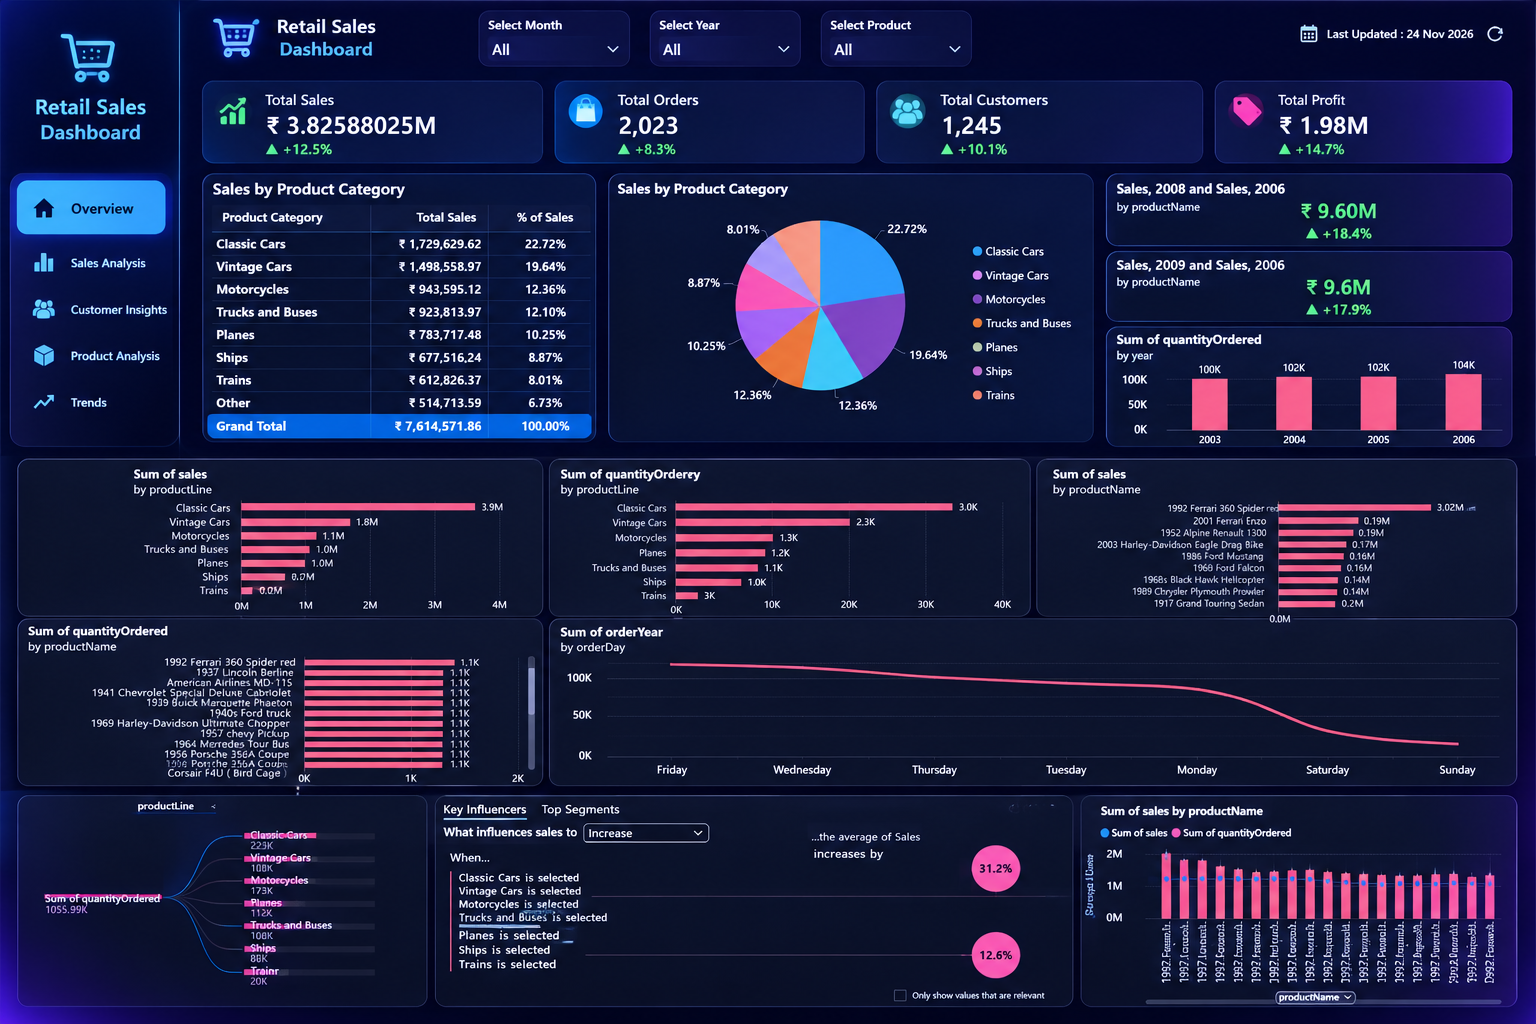 Retail Sales
Dashboard
Overview
Sales Analysis
Customer Insights
Product Analysis
Trends
Retail Sales
Dashboard
Select Month
All
Select Year
All
Select Product
All
Last Updated : 24 Nov 2026
Total Sales
₹ 3.82588025M
▲ +12.5%
Total Orders
2,023
▲ +8.3%
Total Customers
1,245
▲ +10.1%
Total Profit
₹ 1.98M
▲ +14.7%
Sales by Product Category
Product Category Total Sales % of Sales
Classic Cars ₹ 1,729,629.62 22.72%
Vintage Cars ₹ 1,498,558.97 19.64%
Motorcycles ₹ 943,595.12 12.36%
Trucks and Buses ₹ 923,813.97 12.10%
Planes ₹ 783,717.48 10.25%
Ships ₹ 677,516,24 8.87%
Trains ₹ 612,826.37 8.01%
Other ₹ 514,713.59 6.73%
Grand Total ₹ 7,614,571.86 100.00%
Sales by Product Category
22.72%
19.64%
12.36%
12.36%
10.25%
8.87%
8.01%
Classic Cars
Vintage Cars
Motorcycles
Trucks and Buses
Planes
Ships
Trains
Sales, 2008 and Sales, 2006
by productName
₹ 9.60M
▲ +18.4%
Sales, 2009 and Sales, 2006
by productName
₹ 9.6M
▲ +17.9%
Sum of quantityOrdered
by year
100K 102K 102K 104K
100K
50K
0K
2003 2004 2005 2006
Sum of sales
by productLine
Classic Cars 3.9M
Vintage Cars 1.8M
Motorcycles 1.1M
Trucks and Buses 1.0M
Planes 1.0M
Ships
Trains
0M 1M 2M 3M 4M
Sum of quantityOrderey
by productLine
Classic Cars 3.0K
Vintage Cars 2.3K
Motorcycles 1.3K
Planes 1.2K
Trucks and Buses 1.1K
Ships 1.0K
Trains 3K
0K 10K 20K 30K 40K
Sum of sales
by productName
1992 Ferrari 360 Spider red 3.02M
2001 Ferrari Enzo 0.19M
1952 Alpine Renault 1300 0.19M
2003 Harley-Davidson Eagle Drag Bike 0.17M
Ford Mustang 0.16M
Ford Falcon 0.16M
1968s Black Hawk Helicopter 0.14M
1989 Chrysler Plymouth Prowler 0.14M
1917 Grand Touring Sedan 0.2M
0.0M
Sum of quantityOrdered
by productName
1992 Ferrari 360 Spider red 1.1K
1937 Lincoln Berline 1.1K
American Airlines MD-11S 1.1K
1941 Chevrolet Special Deluxe Cabriolet 1.1K
1939 Buick Marquette Phaeton 1.1K
1940s Ford truck 1.1K
1969 Harley-Davidson Ultimate Chopper 1.1K
1957 chevy Pickup 1.1K
1964 Merredes Tour Bus 1.1K
1956 Porsche 356A Coupe 1.1K
Porsche 356A Coupe 1.1K
Corsair F4U ( Bird Cage )
0K 1K 2K
Sum of orderYear
by orderDay
100K
50K
0K
Friday Wednesday Thursday Tuesday Monday Saturday Sunday
productLine <
Sum of quantityOrdered
1055.99K
Classic Cars
Vintage Cars
Motorcycles
173K
Planes
112K
Trucks and Buses
Ships
Trainr
20K
Key Influencers Top Segments
What influences sales to Increase
When...
...the average of Sales
increases by
Classic Cars is selected
Vintage Cars is selected
Motorcycles is selected
Trucks and Buses is selected
Planes is selected
Ships is selected
Trains is selected
31.2%
12.6%
Only show values that are relevant
Sum of sales by productName
Sum of sales Sum of quantityOrdered
2M
1M
0M
productName